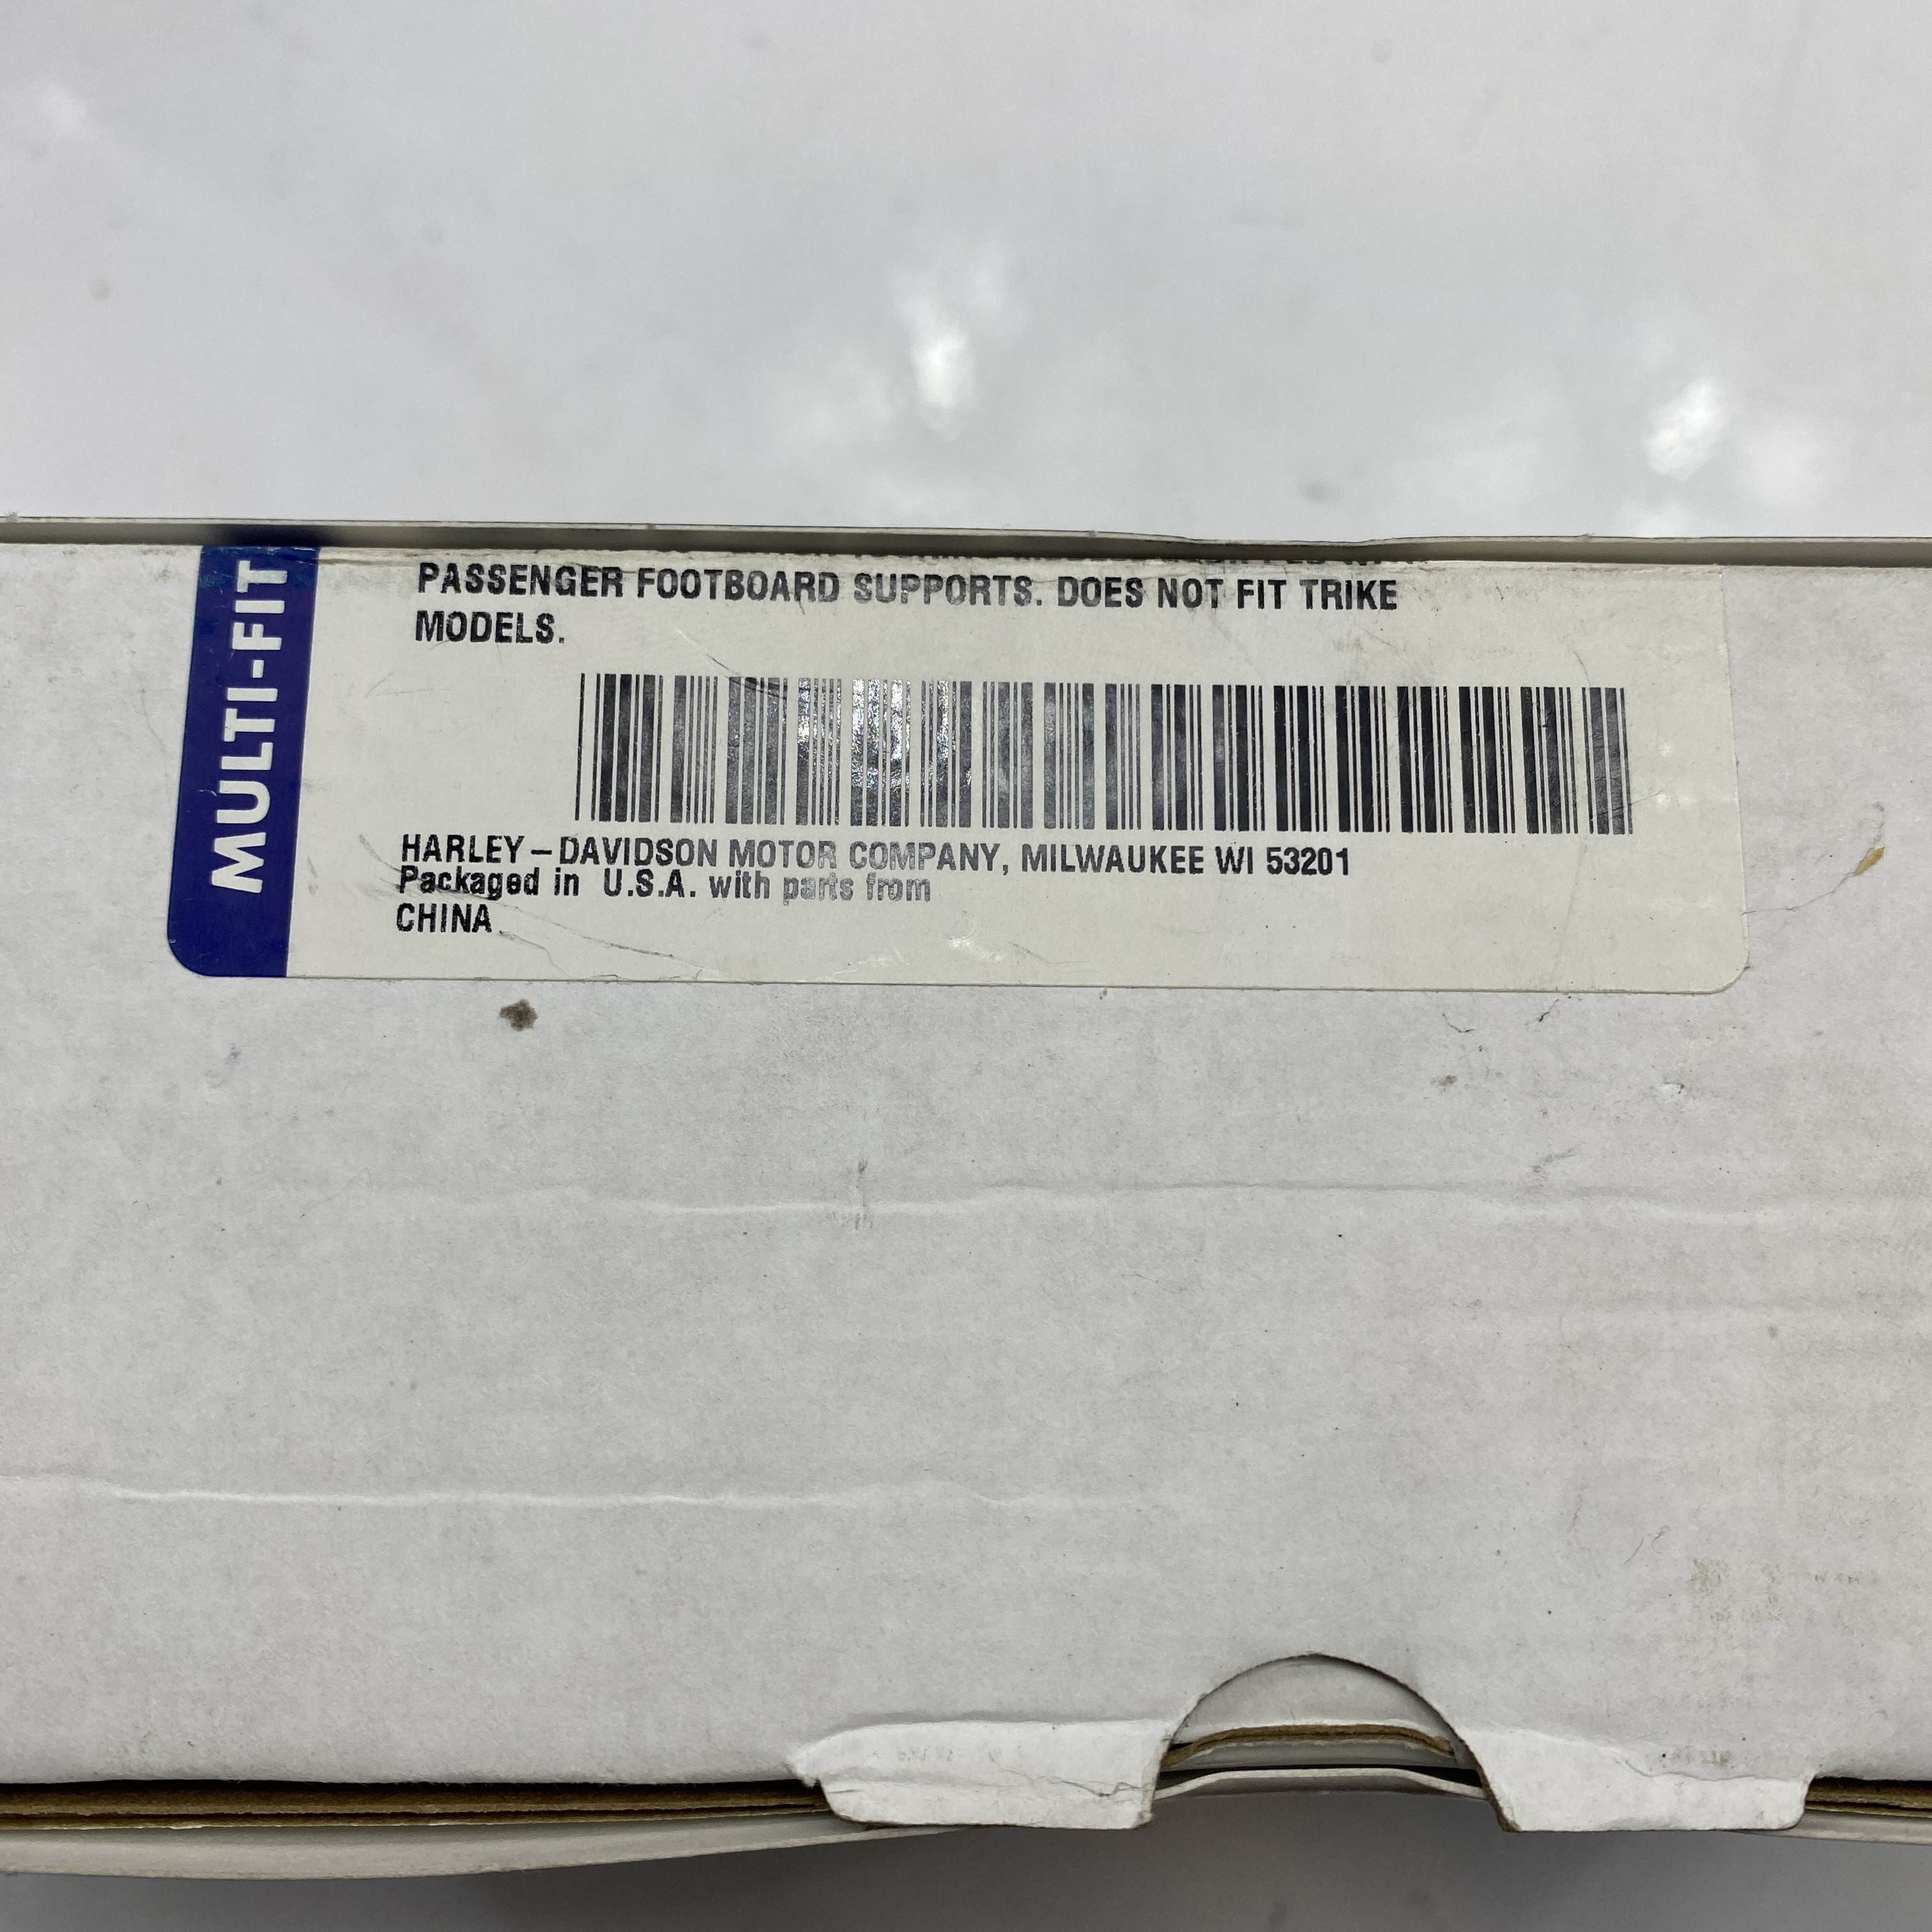 MULTI-FIT
PASSENGER FOOTBOARD SUPPORTS. DOES NOT FIT TRIKE
MODELS.
HARLEY-DAVIDSON MOTOR COMPANY, MILWAUKEE WI 53201
Packaged in U.S.A. with parts from
CHINA